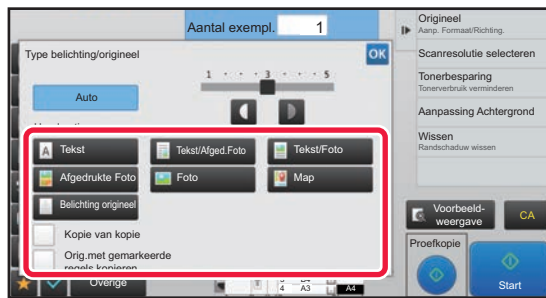 Aantal exempl. 1
Type belichting/origineel
OK
1 3 5
Auto
Tekst
Tekst/Afged.Foto
Tekst/Foto
Afgedrukte Foto
Foto
Map
Belichting origineel
Kopie van kopie
Orig.met gemarkeerde
regels kopieren
Overige
4 A3
A4
Origineel
Aanp. Formaat/Richting.
Scanresolutie selecteren
Tonerbesparing
Tonerverbruik verminderen
Aanpassing Achtergrond
Wissen
Randschaduw wissen
Voorbeeld-
weergave
CA
Proefkopie
Start